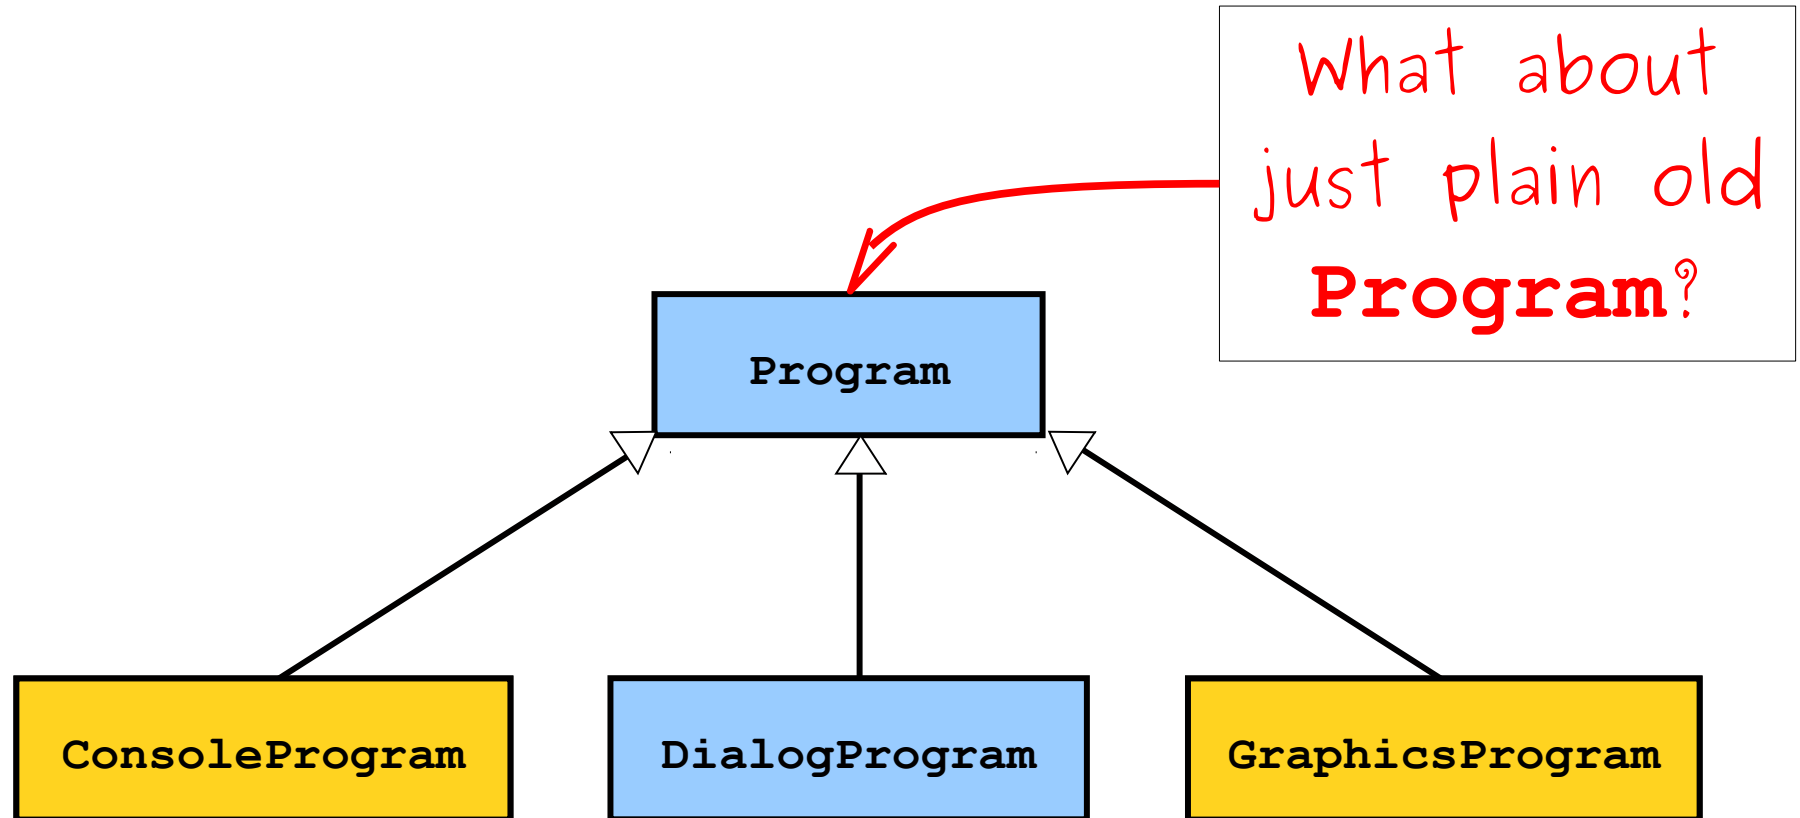 What about
just plain old
Program?
Program
ConsoleProgram
DialogProgram
GraphicsProgram